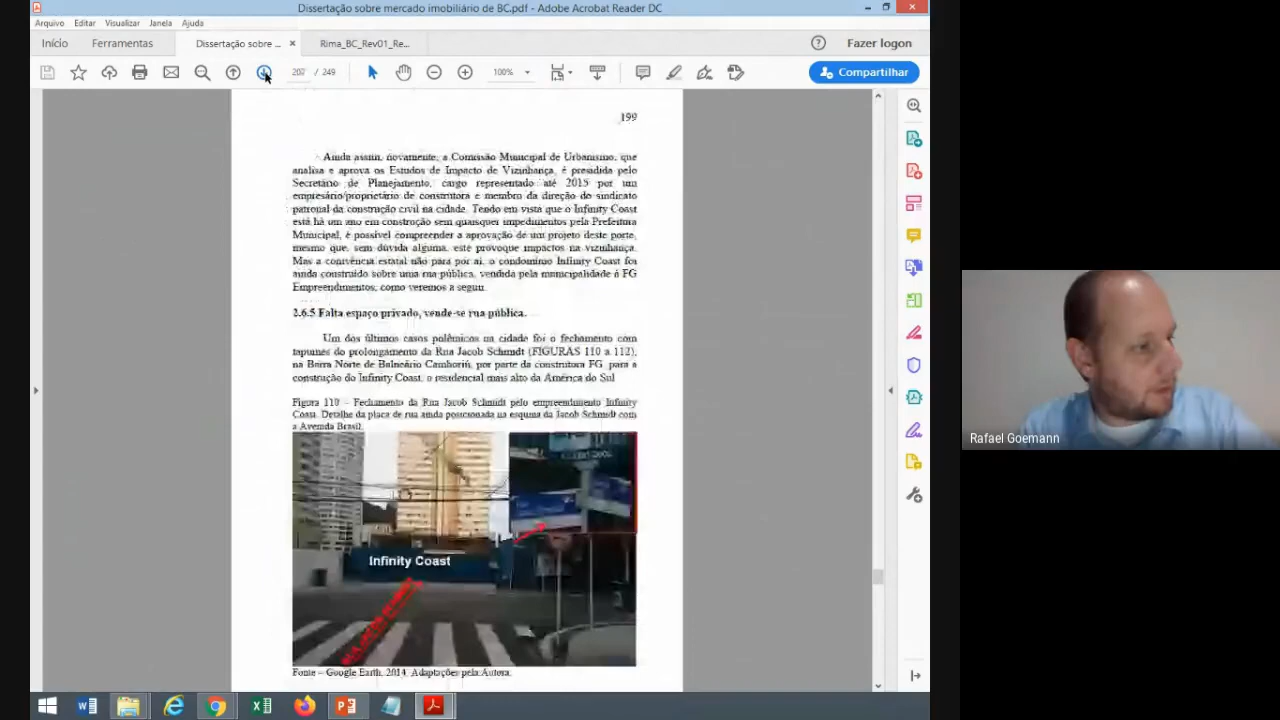 Dissertação sobre mercado imobiliário de BC.pdf - Adobe Acrobat Reader DC
Arquivo Editar Visualizar Janela Ajuda
Início Ferramentas Dissertação sobre ... × Rima_BC_Rev01_Re... Fazer logon
207 / 249 100% Compartilhar
199
Ainda assim, novamente, a Comissão Municipal de Urbanismo, que
analisa e aprova os Estudos de Impacto de Vizinhança, é presidida pelo
Secretário de Planejamento, cargo representado até 2015 por um
empresário/proprietário de construtora e membro da direção do sindicato
patronal da construção civil na cidade. Tendo em vista que o Infinity Coast
está há um ano em construção sem quaisquer impedimentos pela Prefeitura
Municipal, é possível compreender a aprovação de um projeto deste porte,
mesmo que, sem dúvida alguma, este provoque impactos na vizinhança.
Mas a conivência estatal não para por aí, o condomínio Infinity Coast foi
ainda construído sobre uma rua pública, vendida pela municipalidade à FG
Empreendimentos, como veremos a seguir.
2.6.5 Falta espaço privado, vende-se rua pública.
Um dos últimos casos polêmicos na cidade foi o fechamento com
tapumes do prolongamento da Rua Jacob Schmidt (FIGURAS 110 a 112),
na Barra Norte de Balneário Camboriú, por parte da construtora FG para a
construção do Infinity Coast, o residencial mais alto da América do Sul
Figura 110 – Fechamento da Rua Jacob Schmidt pelo empreendimento Infinity
Coast. Detalhe da placa de rua ainda posicionada na esquina da Jacob Schmidt com
a Avenida Brasil.
Infinity Coast
Fonte – Google Earth, 2014. Adaptações pela Autora.
Rafael Goemann